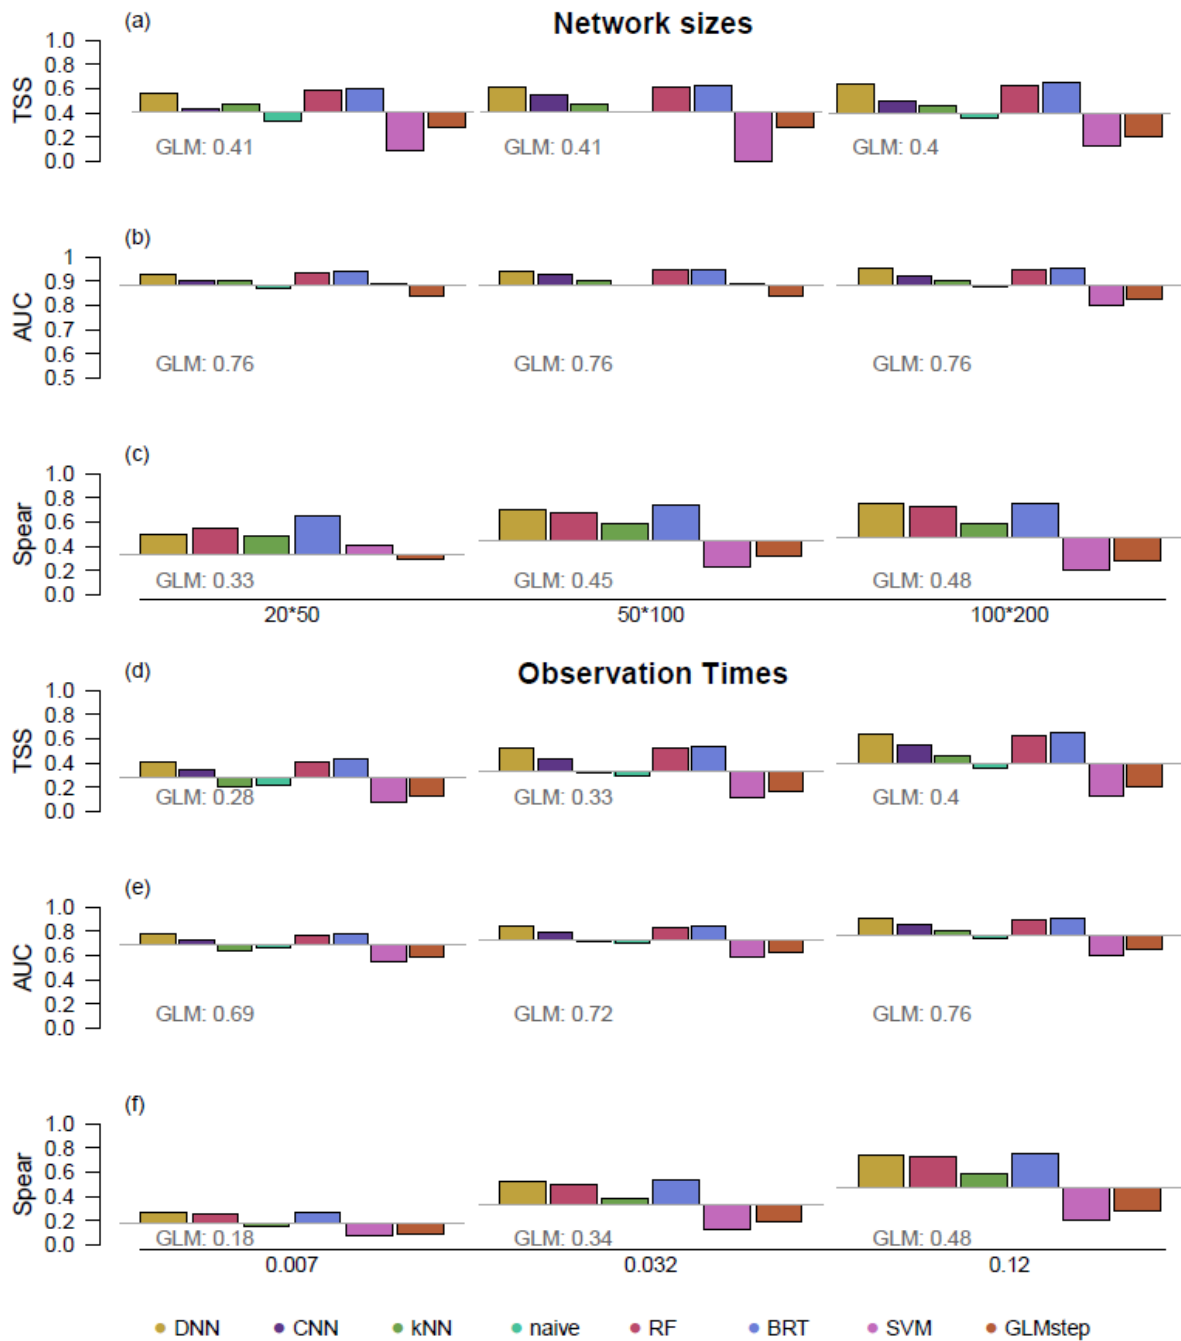 (a) Network sizes
TSS
1.0
0.8
0.6
0.4
0.2
0.0
GLM: 0.41 GLM: 0.41 GLM: 0.4
(b)
AUC
1
0.9
0.8
0.7
0.6
0.5
GLM: 0.76 GLM: 0.76 GLM: 0.76
(c)
Spear
1.0
0.8
0.6
0.4
0.2
0.0
GLM: 0.33 GLM: 0.45 GLM: 0.48
20*50 50*100 100*200
(d) Observation Times
TSS
1.0
0.8
0.6
0.4
0.2
0.0
GLM: 0.28 GLM: 0.33 GLM: 0.4
(e)
AUC
1.0
0.8
0.6
0.4
0.2
0.0
GLM: 0.69 GLM: 0.72 GLM: 0.76
(f)
Spear
1.0
0.8
0.6
0.4
0.2
0.0
GLM: 0.18 GLM: 0.34 GLM: 0.48
0.007 0.032 0.12
DNN CNN kNN naive RF BRT SVM GLMstep